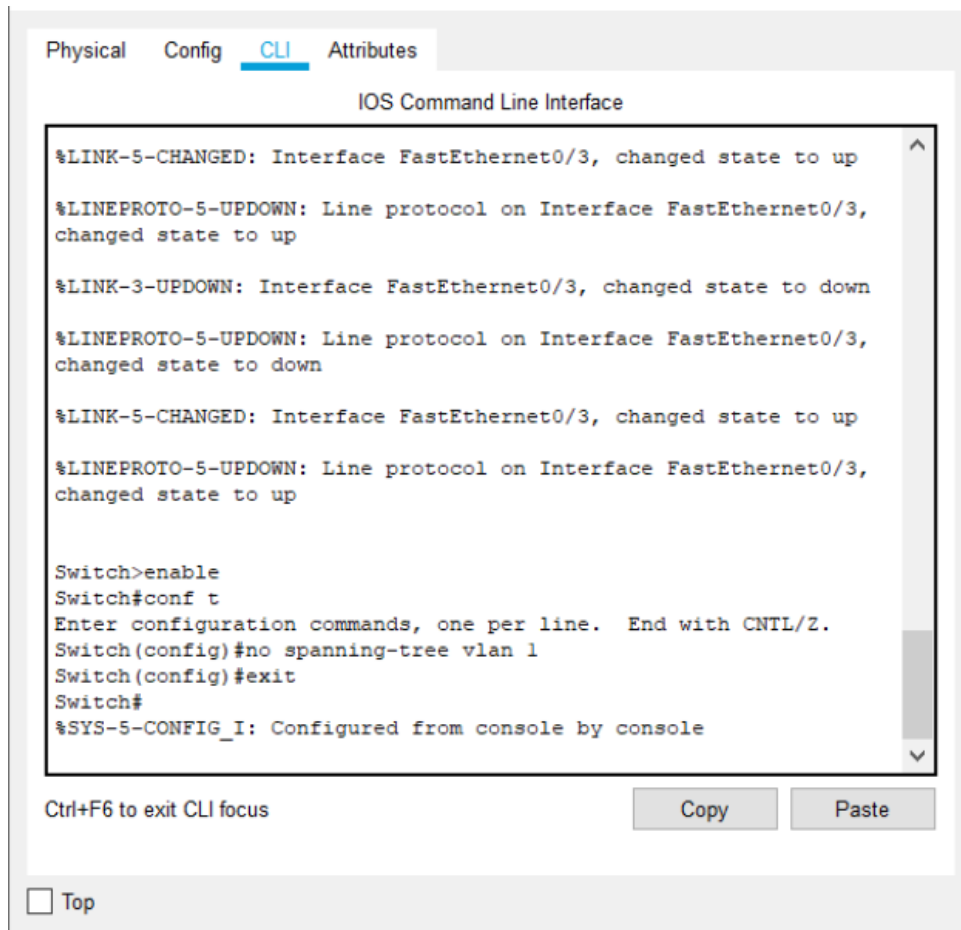 Physical Config CLI Attributes
IOS Command Line Interface
%LINK-5-CHANGED: Interface FastEthernet0/3, changed state to up
%LINEPROTO-5-UPDOWN: Line protocol on Interface FastEthernet0/3,
changed state to up
%LINK-3-UPDOWN: Interface FastEthernet0/3, changed state to down
%LINEPROTO-5-UPDOWN: Line protocol on Interface FastEthernet0/3,
changed state to down
%LINK-5-CHANGED: Interface FastEthernet0/3, changed state to up
%LINEPROTO-5-UPDOWN: Line protocol on Interface FastEthernet0/3,
changed state to up
Switch>enable
Switch#conf t
Enter configuration commands, one per line.  End with CNTL/Z.
Switch(config)#no spanning-tree vlan 1
Switch(config)#exit
Switch#
%SYS-5-CONFIG_I: Configured from console by console
Ctrl+F6 to exit CLI focus Copy Paste
Top